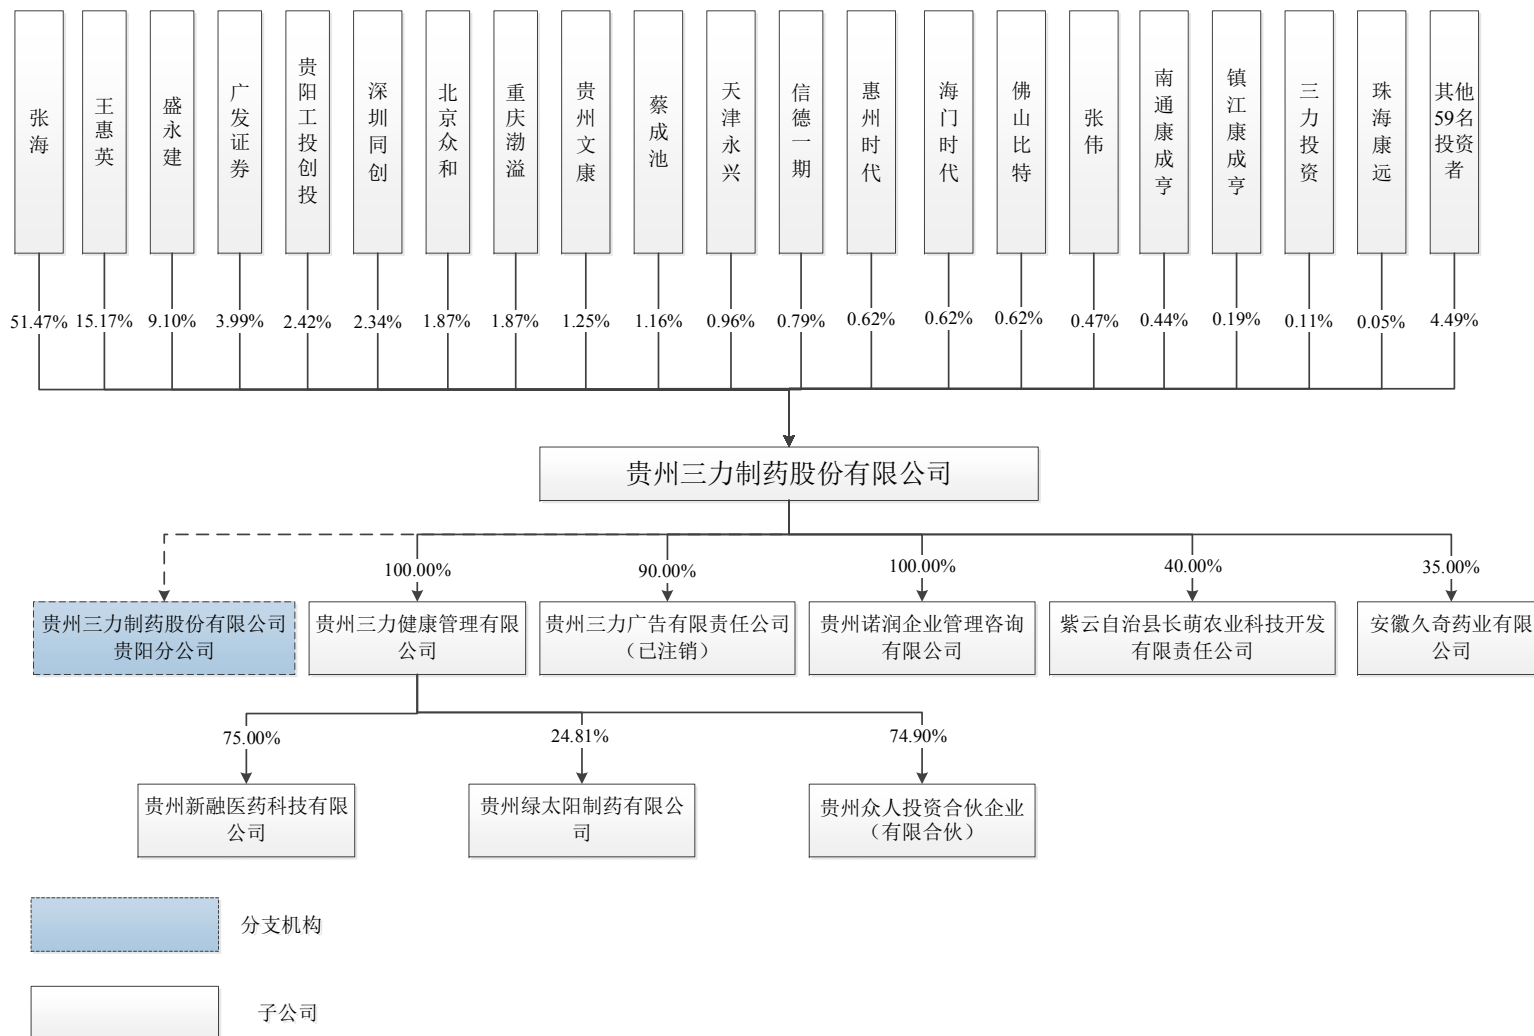 张海
王惠英
盛永建
广发证券
贵阳工投创投
深圳同创
北京众和
重庆渤溢
贵州文康
蔡成池
天津永兴
信德一期
惠州时代
海门时代
佛山比特
张伟
南通康成亨
镇江康成亨
三力投资
珠海康远
其他
59名
投资
者
51.47%
15.17%
9.10%
3.99%
2.42%
2.34%
1.87%
1.87%
1.25%
1.16%
0.96%
0.79%
0.62%
0.62%
0.62%
0.47%
0.44%
0.19%
0.11%
0.05%
4.49%
贵州三力制药股份有限公司
100.00%
90.00%
100.00%
40.00%
35.00%
贵州三力制药股份有限公司
贵阳分公司
贵州三力健康管理有限
公司
贵州三力广告有限责任公司
（已注销）
贵州诺润企业管理咨询
有限公司
紫云自治县长萌农业科技开发
有限责任公司
安徽久奇药业有限
公司
75.00%
24.81%
74.90%
贵州新融医药科技有限
公司
贵州绿太阳制药有限公
司
贵州众人投资合伙企业
（有限合伙）
分支机构
子公司